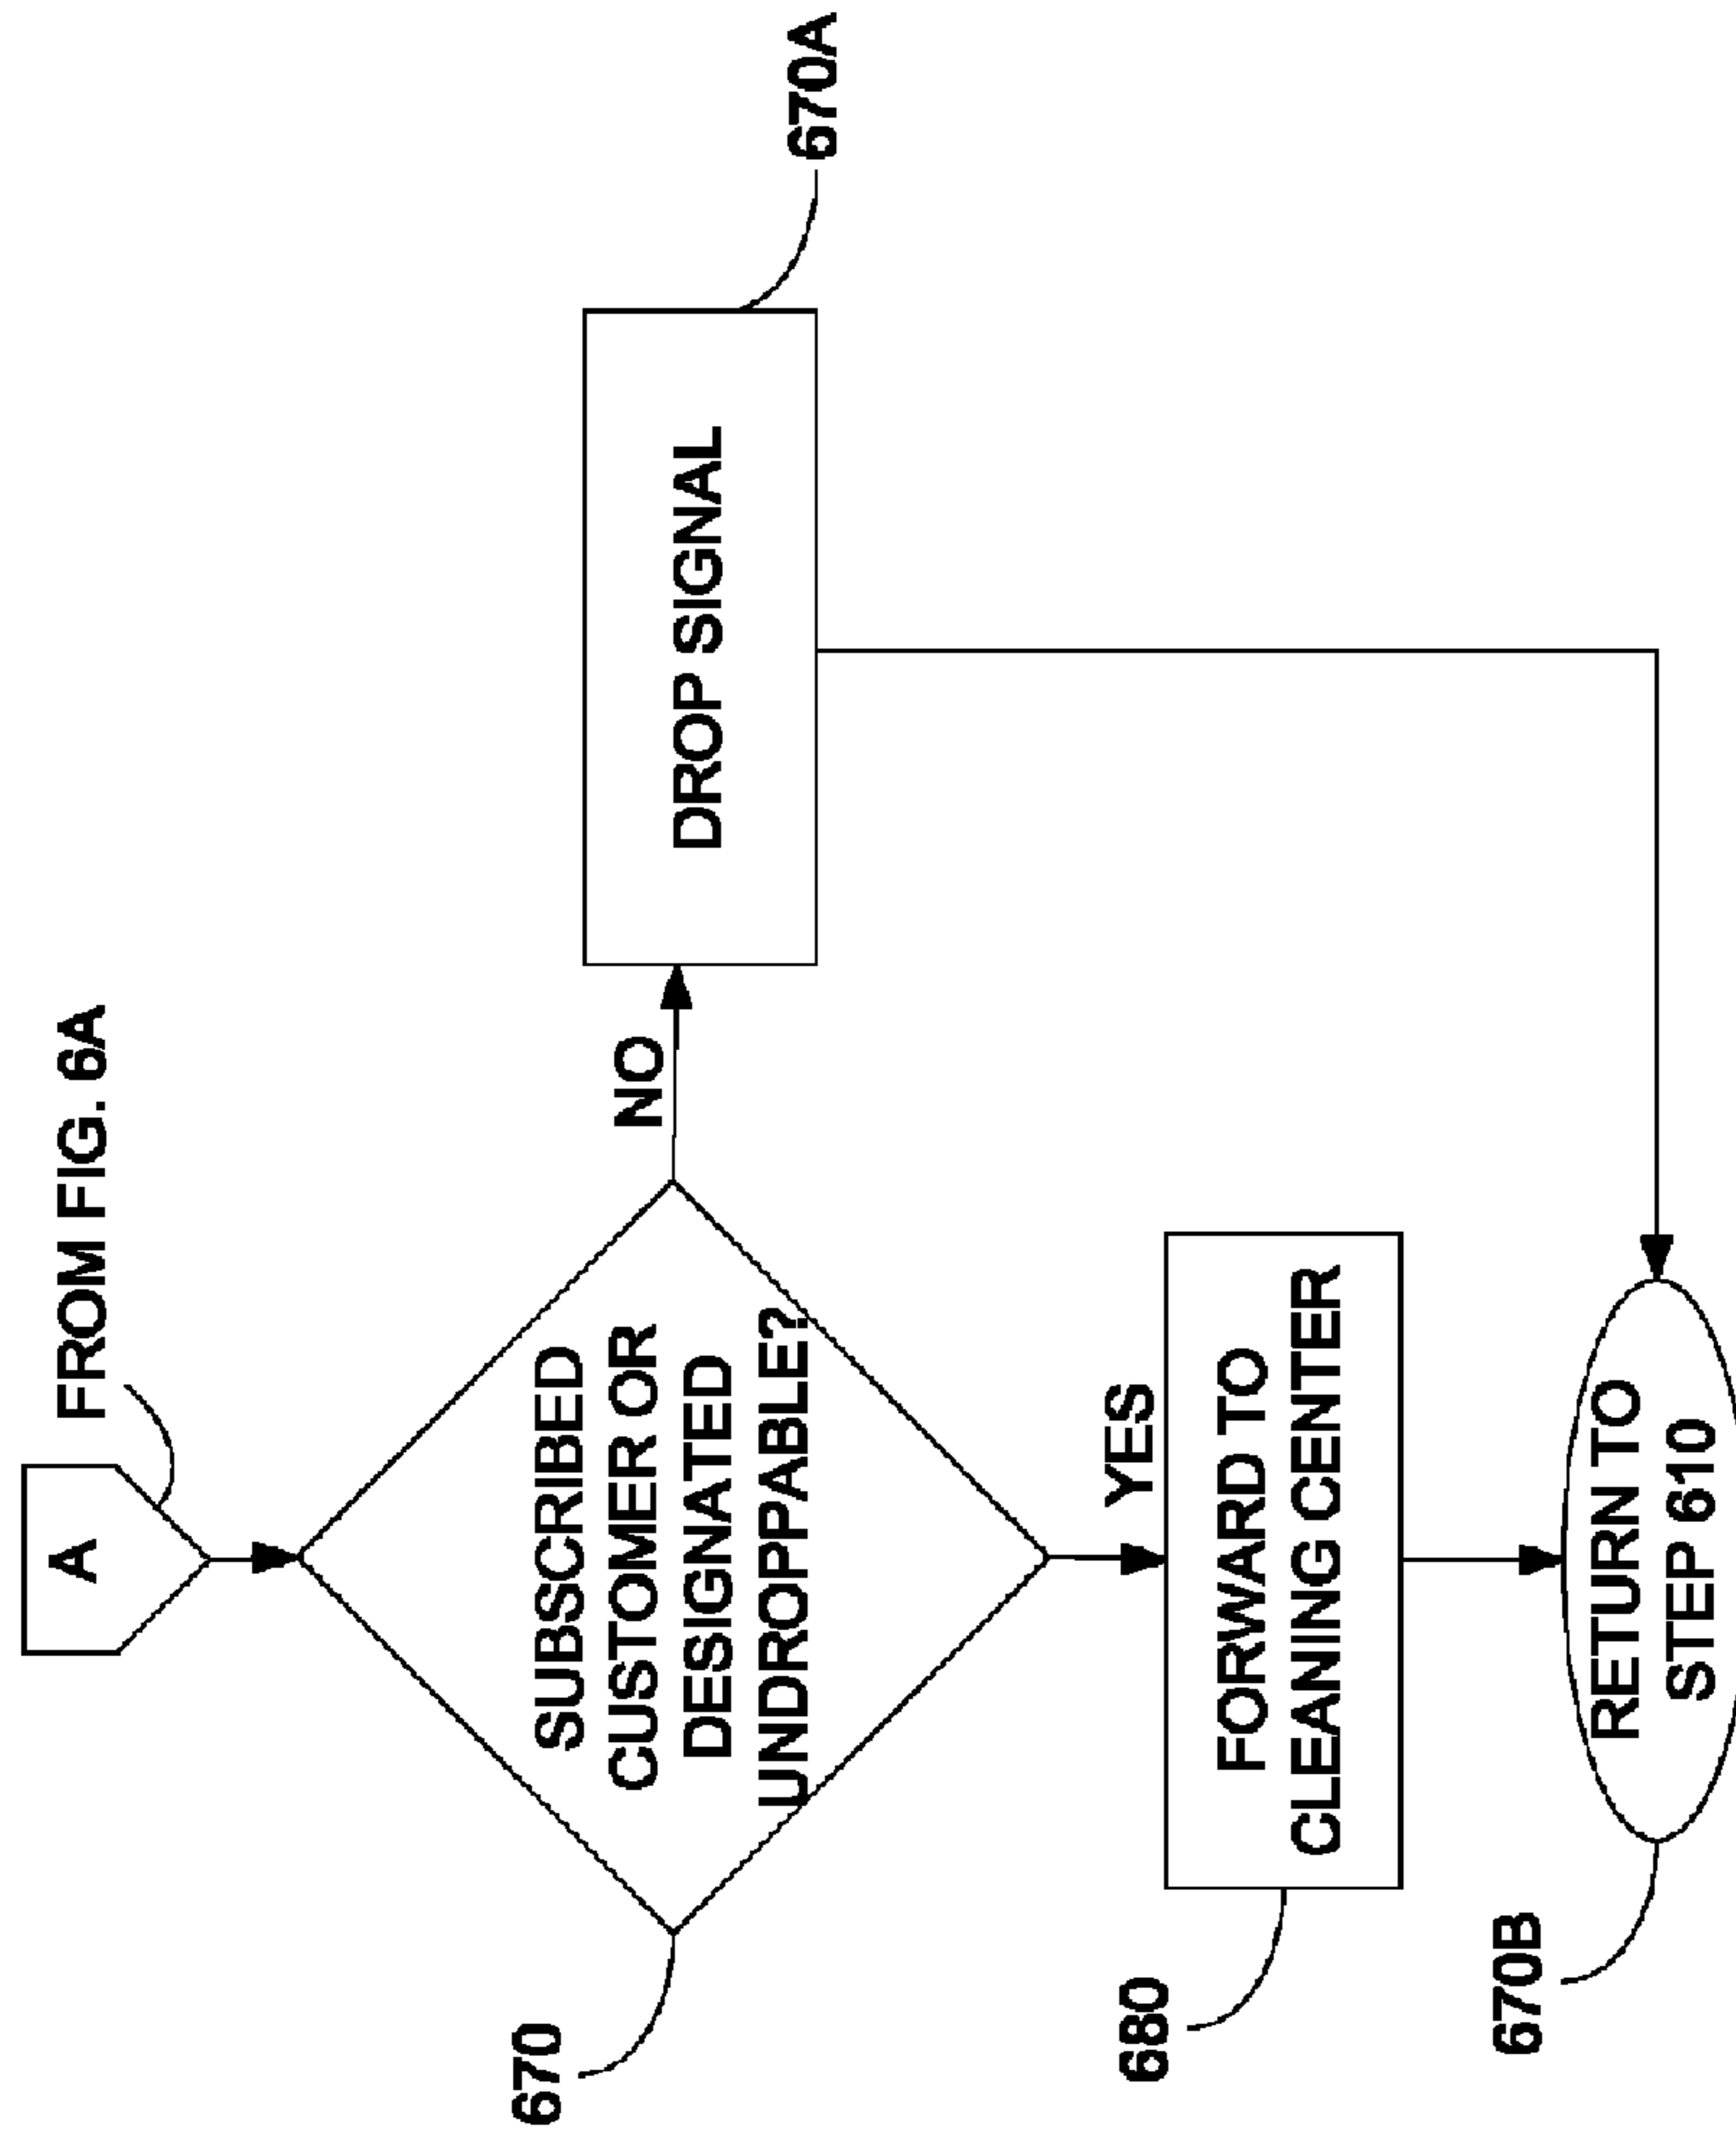 A
FROM FIG. 6A
670
SUBSCRIBED
CUSTOMER OR
DESIGNATED
UNDROPPABLE?
NO
DROP SIGNAL
670A
YES
680
FORWARD TO
CLEANING CENTER
670B
RETURN TO
STEP 610